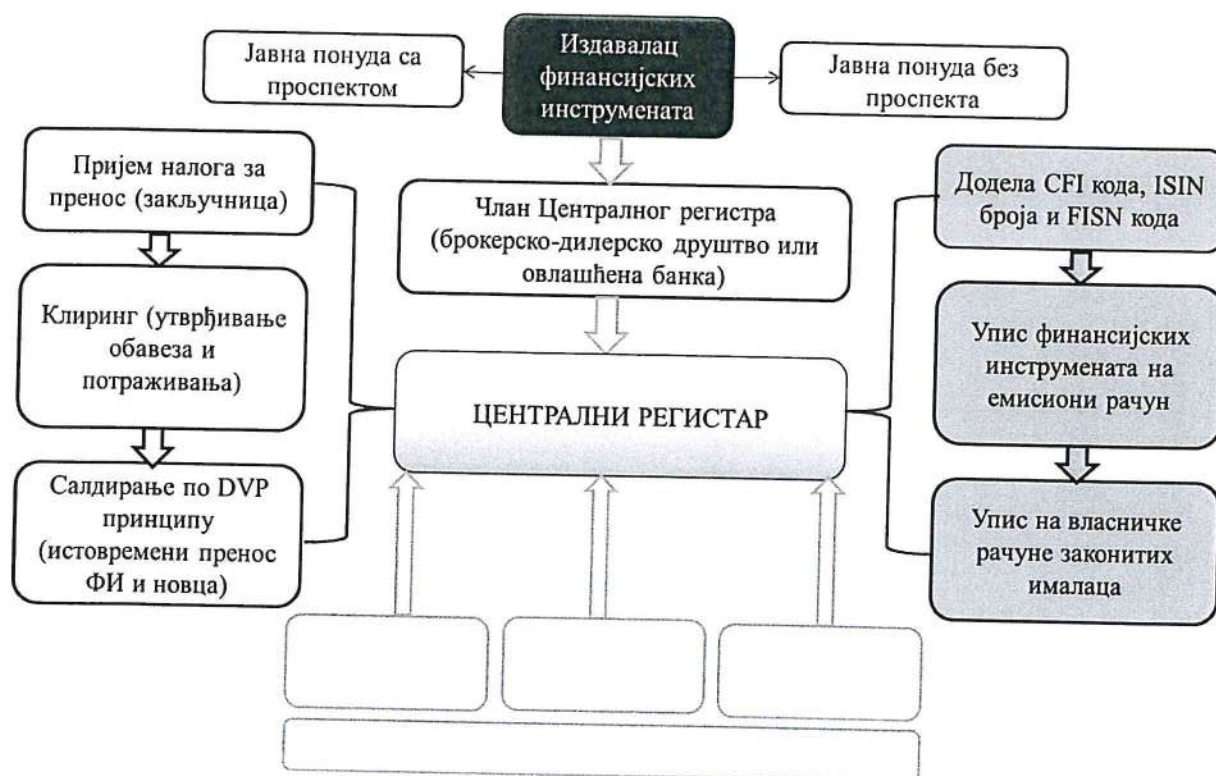 Јавна понуда са
проспектом
Издавалац
финансијских
инструмената
Јавна понуда без
проспекта
Пријем налога за
пренос (закључница)
Члан Централног регистра
(брокерско-дилерско друштво или
овлашћена банка)
Додела CFI кода, ISIN
броја и FISN кода
Клиринг (утврђивање
обавеза и
потраживања)
ЦЕНТРАЛНИ РЕГИСТАР
Упис финансијских
инструмената на
емисиони рачун
Салдирање по DVP
принципу
(истовремени пренос
ФИ и новца)
Упис на власничке
рачуне законитих
ималаца